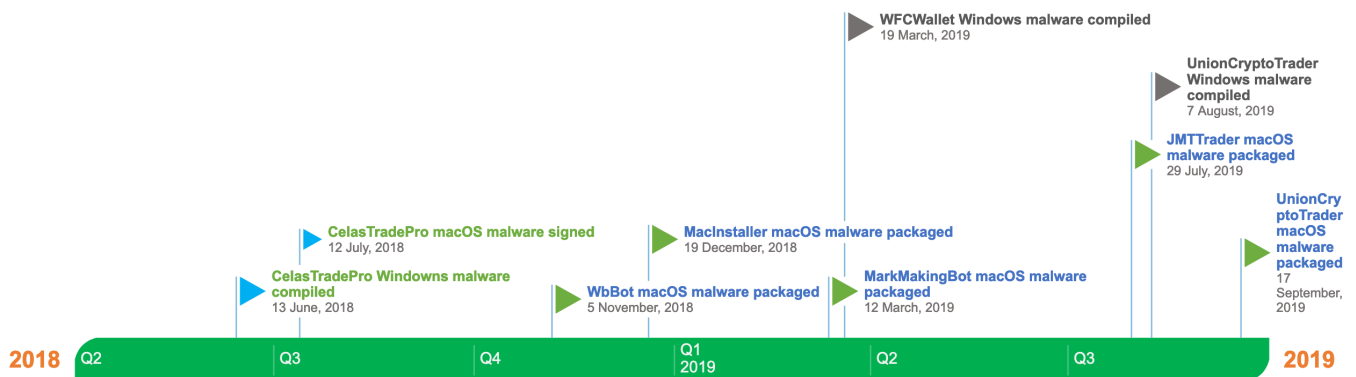 WFCWallet Windows malware compiled
19 March, 2019
UnionCryptoTrader
Windows malware
compiled
7 August, 2019
JMTTrader macOS
malware packaged
29 July, 2019
UnionCry
ptoTrader
macOS
malware
packaged
17
September,
2019
CelasTradePro macOS malware signed
12 July, 2018
MacInstaller macOS malware packaged
19 December, 2018
CelasTradePro Windowns malware
compiled
13 June, 2018
WbBot macOS malware packaged
5 November, 2018
MarkMakingBot macOS malware
packaged
12 March, 2019
2018
Q2
Q3
Q4
Q1
2019
Q2
Q3
2019